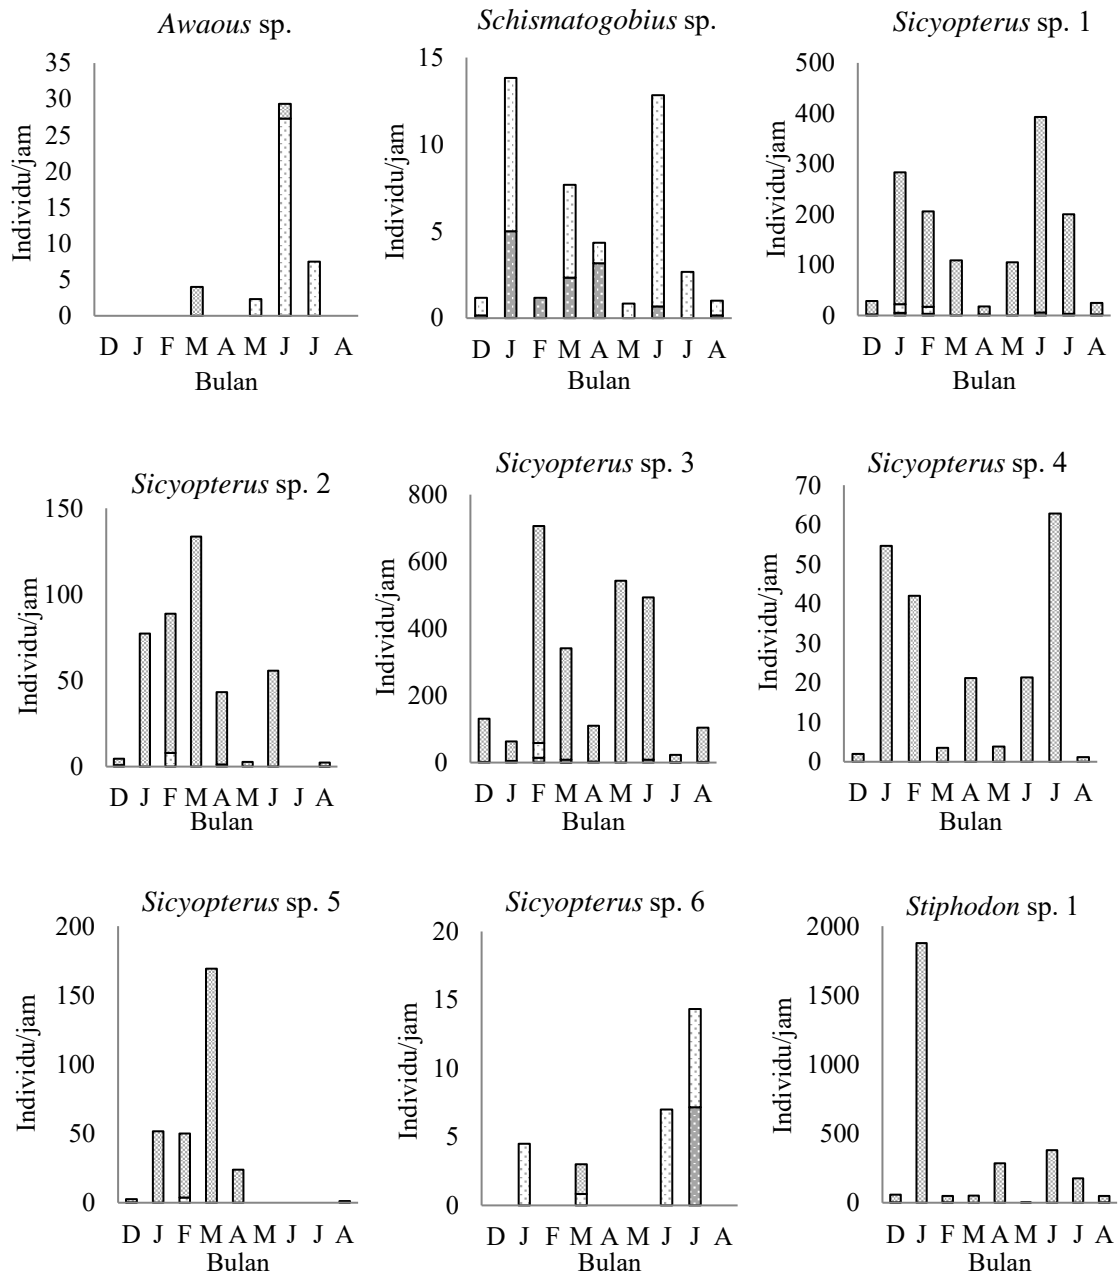 Awaous sp.
35
30
25
20
15
10
5
0
Individu/jam
D J F M A M J J A
Bulan
Schismatogobius sp.
15
10
5
0
Individu/jam
D J F M A M J J A
Bulan
Sicyopterus sp. 1
500
400
300
200
100
0
Individu/jam
D J F M A M J J A
Bulan
Sicyopterus sp. 2
150
100
50
0
Individu/jam
D J F M A M J J A
Bulan
Sicyopterus sp. 3
800
600
400
200
0
Individu/jam
D J F M A M J J A
Bulan
Sicyopterus sp. 4
70
60
50
40
30
20
10
0
Individu/jam
D J F M A M J J A
Bulan
Sicyopterus sp. 5
200
150
100
50
0
Individu/jam
D J F M A M J J A
Bulan
Sicyopterus sp. 6
20
15
10
5
0
Individu/jam
D J F M A M J J A
Bulan
Stiphodon sp. 1
2000
1500
1000
500
0
Individu/jam
D J F M A M J J A
Bulan